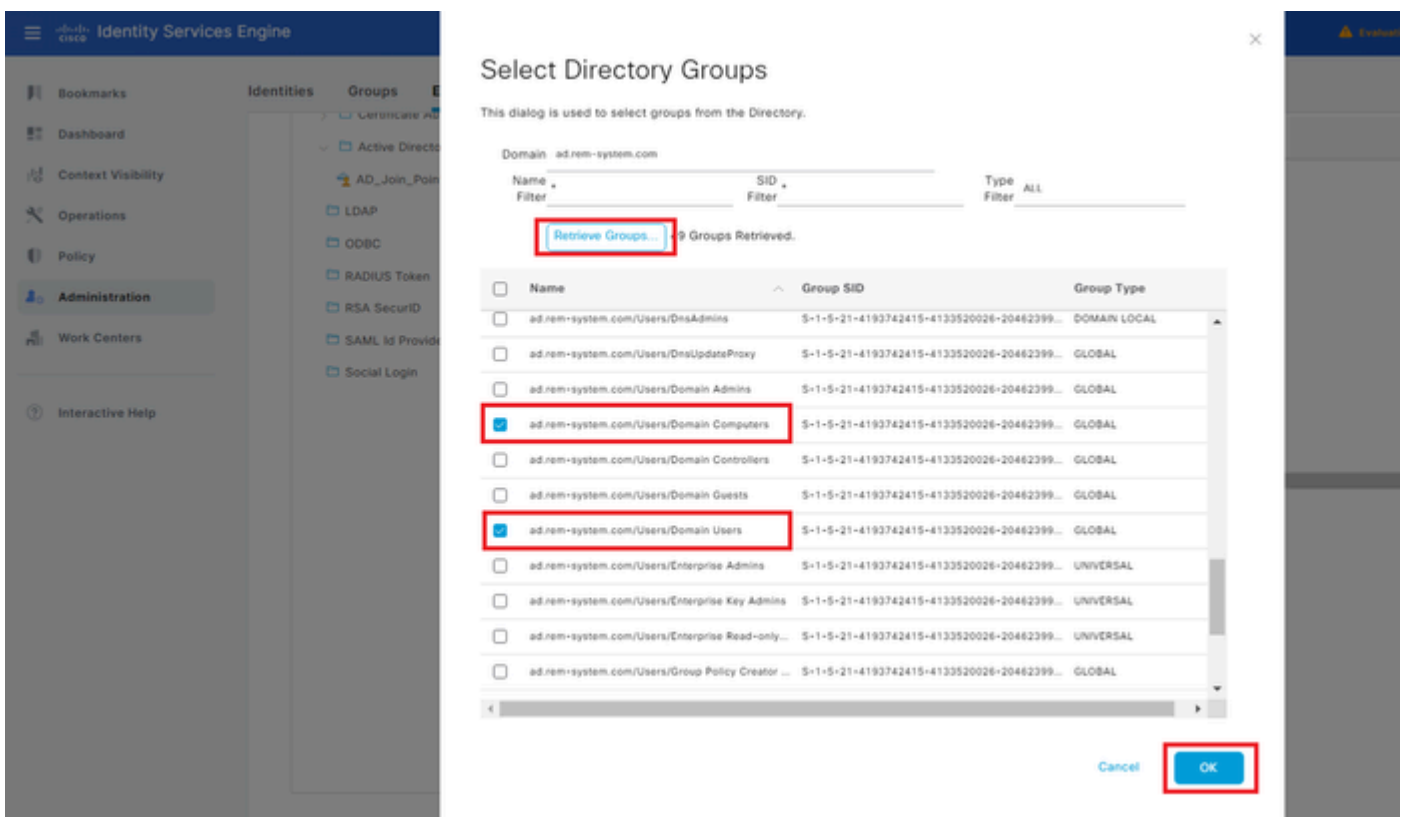 cisco Identity Services Engine
Evaluati
Bookmarks
Dashboard
Context Visibility
Operations
Policy
Administration
Work Centers
Interactive Help
Identities Groups E
Certificate Au
Active Directo
AD_Join_Poin
LDAP
ODBC
RADIUS Token
RSA SecurID
SAML Id Provide
Social Login
Select Directory Groups
This dialog is used to select groups from the Directory.
Domain ad.rem-system.com
Name Filter * SID Filter * Type Filter ALL
Retrieve Groups... 9 Groups Retrieved.
Name Group SID Group Type
ad.rem-system.com/Users/DnsAdmins S-1-5-21-4193742415-4133520026-20462399... DOMAIN LOCAL
ad.rem-system.com/Users/DnsUpdateProxy S-1-5-21-4193742415-4133520026-20462399... GLOBAL
ad.rem-system.com/Users/Domain Admins S-1-5-21-4193742415-4133520026-20462399... GLOBAL
ad.rem-system.com/Users/Domain Computers S-1-5-21-4193742415-4133520026-20462399... GLOBAL
ad.rem-system.com/Users/Domain Controllers S-1-5-21-4193742415-4133520026-20462399... GLOBAL
ad.rem-system.com/Users/Domain Guests S-1-5-21-4193742415-4133520026-20462399... GLOBAL
ad.rem-system.com/Users/Domain Users S-1-5-21-4193742415-4133520026-20462399... GLOBAL
ad.rem-system.com/Users/Enterprise Admins S-1-5-21-4193742415-4133520026-20462399... UNIVERSAL
ad.rem-system.com/Users/Enterprise Key Admins S-1-5-21-4193742415-4133520026-20462399... UNIVERSAL
ad.rem-system.com/Users/Enterprise Read-only... S-1-5-21-4193742415-4133520026-20462399... UNIVERSAL
ad.rem-system.com/Users/Group Policy Creator ... S-1-5-21-4193742415-4133520026-20462399... GLOBAL
Cancel OK